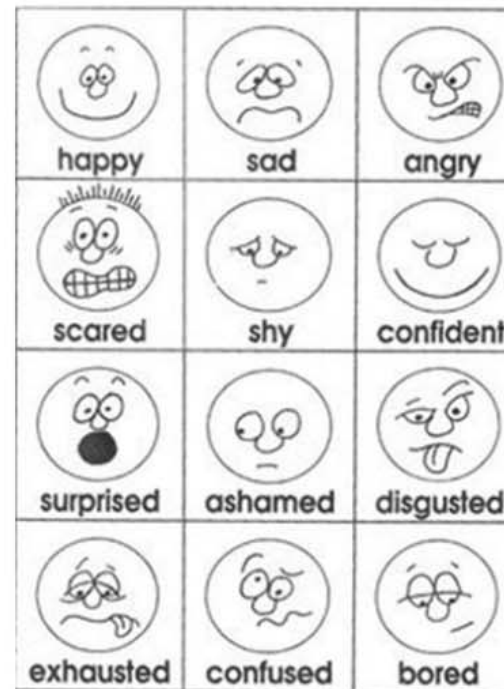 happy sad angry
scared shy confident
surprised ashamed disgusted
exhausted confused bored